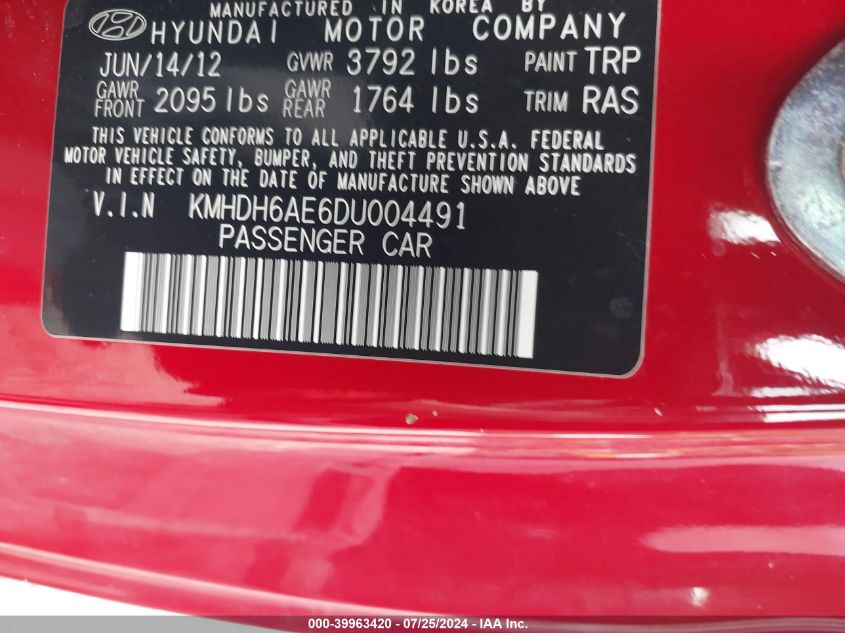 MANUFACTURED IN KOREA BY
HYUNDAI MOTOR COMPANY
JUN/14/12 GVWR 3792 lbs PAINT TRP
GAWR FRONT 2095 lbs GAWR REAR 1764 lbs TRIM RAS
THIS VEHICLE CONFORMS TO ALL APPLICABLE U.S.A. FEDERAL
MOTOR VEHICLE SAFETY, BUMPER, AND THEFT PREVENTION STANDARDS
IN EFFECT ON THE DATE OF MANUFACTURE SHOWN ABOVE
V.I.N KMHDH6AE6DU004491
PASSENGER CAR
000-39963420 - 07/25/2024 - IAA Inc.